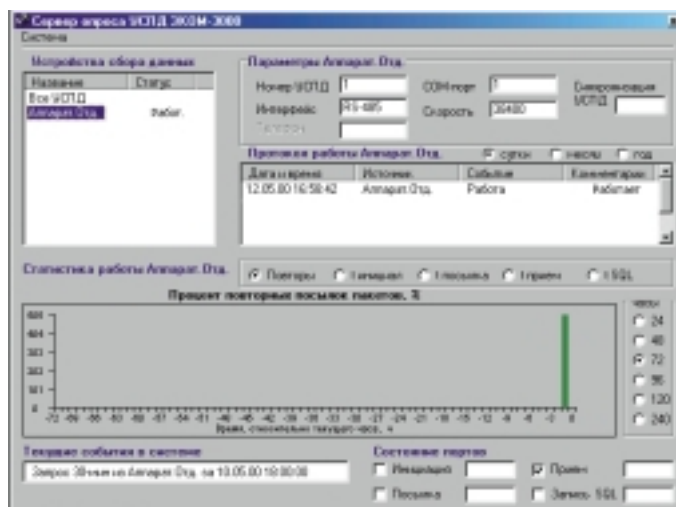 Сервер опроса УСПД ЭКОМ-3000
Система
Устройства сбора данных
Название Статус
Все УСПД
Аппарат.Отд. Работ.
Параметры Аппарат.Отд.
Номер УСПД 1 COM-порт 1 Синхронизация УСПД
Интерфейс RS-485 Скорость 38400
Телефон
Протокол работы Аппарат.Отд. сутки месяц год
Дата и время Источник Событие Комментарии
12.05.00 16:58:42 Аппарат.Отд. Работа Работает
Статистика работы Аппарат.Отд.
Повторы t посылка t прием t SQL
Процент повторных посылок пакетов, %
часы
24
48
72
96
120
240
Время, относительно текущего часа, ч
Текущие события в системе
Запрос 30-мин из Аппарат.Отд. за 10.05.00 18:00:00
Состояние портов
Инициация Прием
Посылка Запись SQL